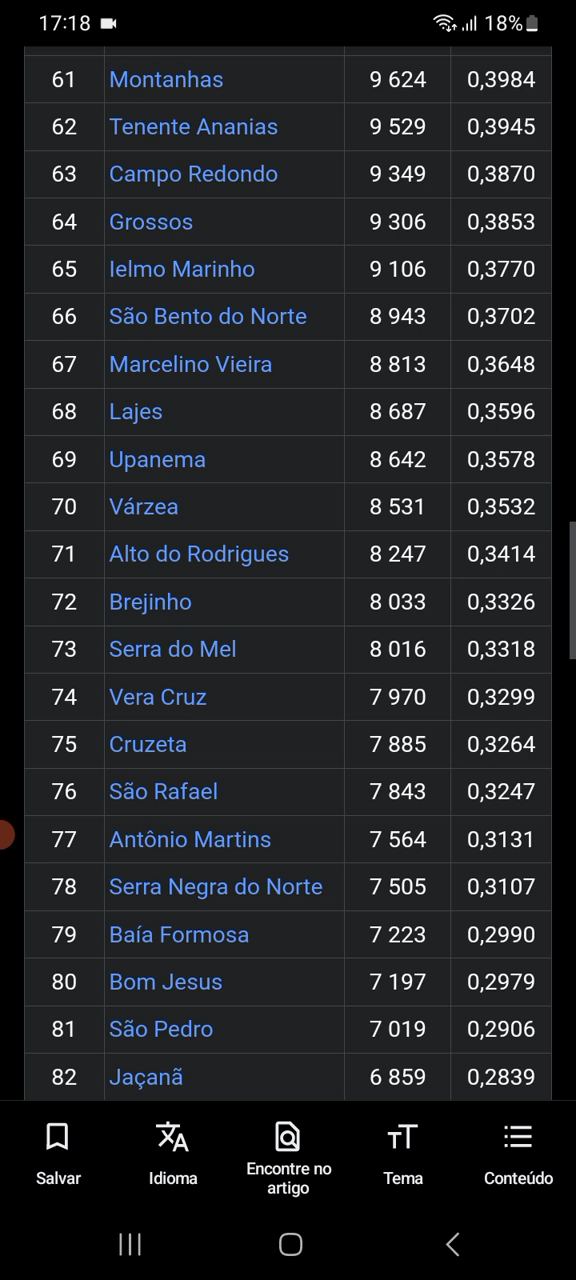 17:18 18%
61 Montanhas 9 624 0,3984
62 Tenente Ananias 9 529 0,3945
63 Campo Redondo 9 349 0,3870
64 Grossos 9 306 0,3853
65 Ielmo Marinho 9 106 0,3770
66 São Bento do Norte 8 943 0,3702
67 Marcelino Vieira 8 813 0,3648
68 Lajes 8 687 0,3596
69 Upanema 8 642 0,3578
70 Várzea 8 531 0,3532
71 Alto do Rodrigues 8 247 0,3414
72 Brejinho 8 033 0,3326
73 Serra do Mel 8 016 0,3318
74 Vera Cruz 7 970 0,3299
75 Cruzeta 7 885 0,3264
76 São Rafael 7 843 0,3247
77 Antônio Martins 7 564 0,3131
78 Serra Negra do Norte 7 505 0,3107
79 Baía Formosa 7 223 0,2990
80 Bom Jesus 7 197 0,2979
81 São Pedro 7 019 0,2906
82 Jaçanã 6 859 0,2839
Salvar Idioma Encontre no artigo Tema Conteúdo